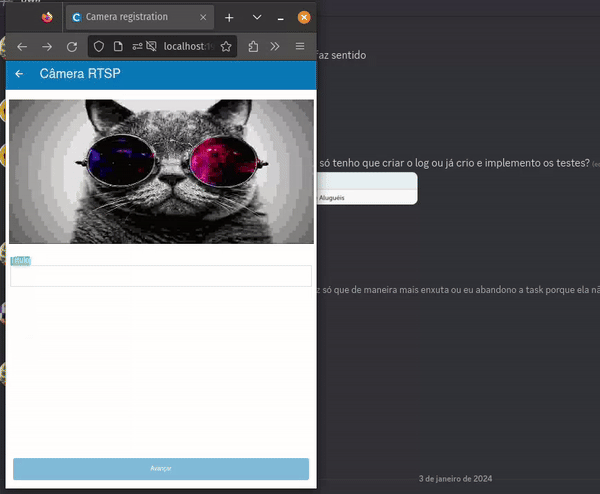 Camera registration
localhost:
Câmera RTSP
Título
Avançar
faz sentido
só tenho que criar o log ou já crio e implemento os testes?
Aluguéis
só que de maneira mais enxuta ou eu abandono a task porque ela
3 de janeiro de 2024